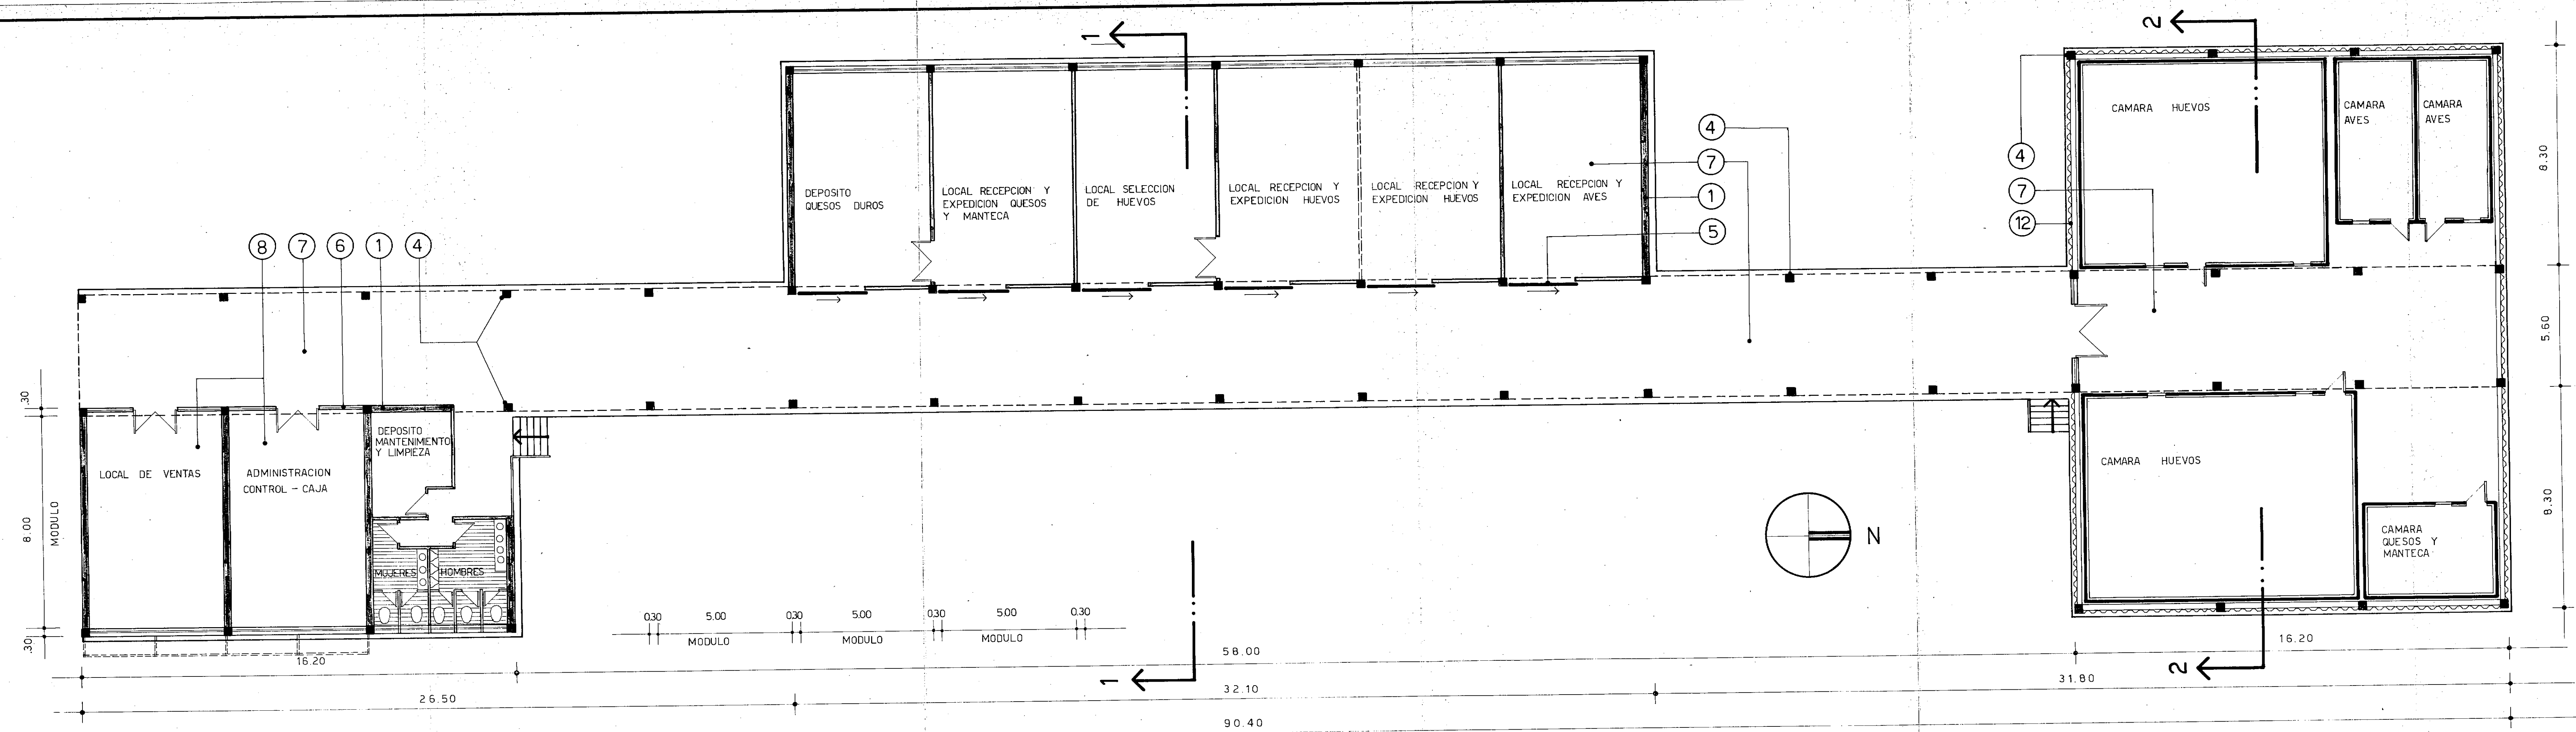 1
2
CAMARA HUEVOS
CAMARA
AVES
CAMARA
AVES
4
7
1
5
4
7
12
8.30
DEPOSITO
QUESOS DUROS
LOCAL RECEPCION Y
EXPEDICION QUESOS
Y MANTECA
LOCAL SELECCION
DE HUEVOS
LOCAL RECEPCION Y
EXPEDICION HUEVOS
LOCAL RECEPCION Y
EXPEDICION HUEVOS
LOCAL RECEPCION Y
EXPEDICION AVES
8
7
6
1
4
5.60
.30
8.00
MODULO
.30
LOCAL DE VENTAS
ADMINISTRACION
CONTROL - CAJA
DEPOSITO
MANTENIMENTO
Y LIMPIEZA
MUJERES
HOMBRES
CAMARA HUEVOS
CAMARA
QUESOS Y
MANTECA
8.30
N
0.30
5.00
0.30
5.00
0.30
5.00
0.30
MODULO
MODULO
MODULO
1
2
16.20
58.00
16.20
26.50
32.10
31.80
90.40